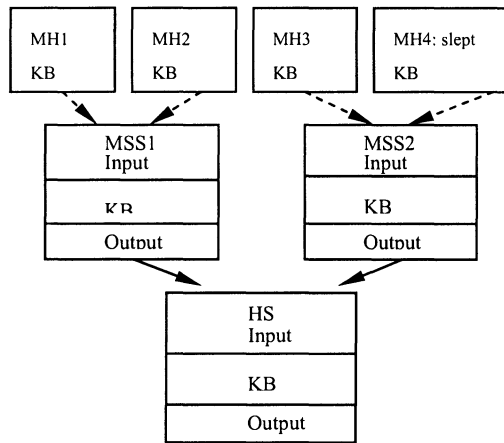 MH1
KB
MH2
KB
MH3
KB
MH4: slept
KB
MSS1
Input
KB
Output
MSS2
Input
KB
Output
HS
Input
KB
Output